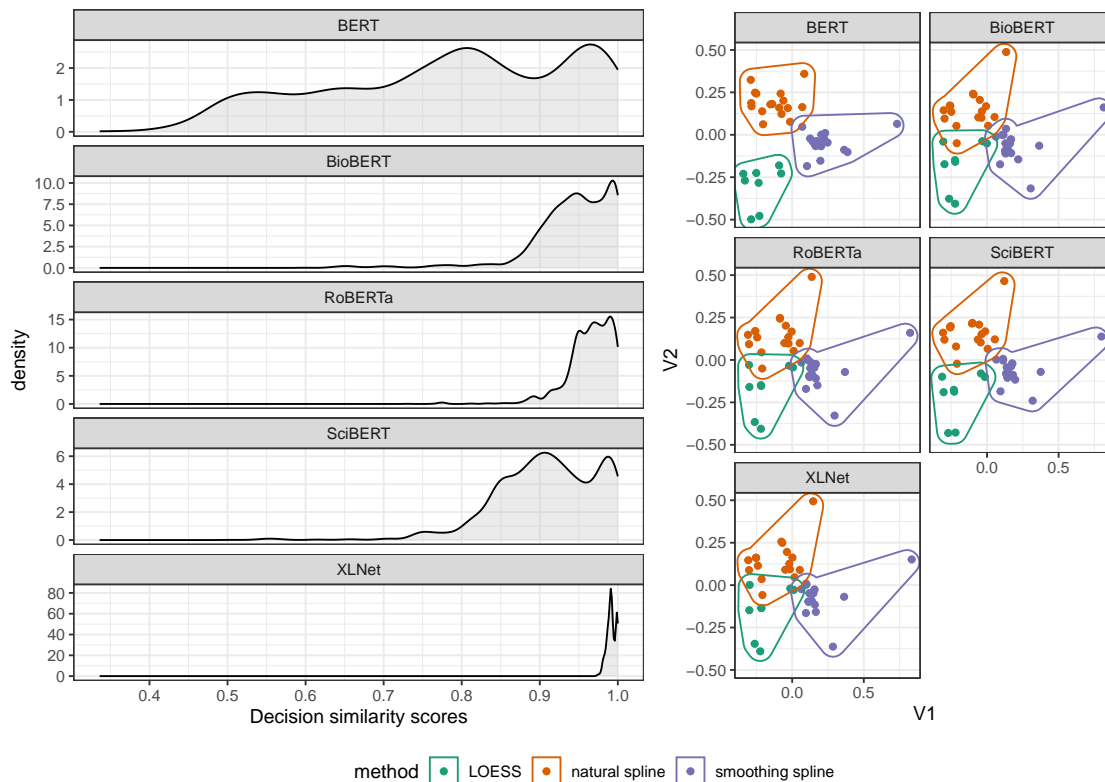 BERT
0
1
2
BioBERT
0.0
2.5
5.0
7.5
10.0
RoBERTa
0
5
10
15
SciBERT
0
2
4
6
XLNet
0
20
40
60
80
0.4 0.5 0.6 0.7 0.8 0.9 1.0
Decision similarity scores
density
BERT BioBERT
0.50
0.25
0.00
−0.25
−0.50
RoBERTa SciBERT
0.50
0.25
0.00
−0.25
−0.50
0.0 0.5
XLNet
0.50
0.25
0.00
−0.25
−0.50
0.0 0.5
V1
V2
method LOESS natural spline smoothing spline